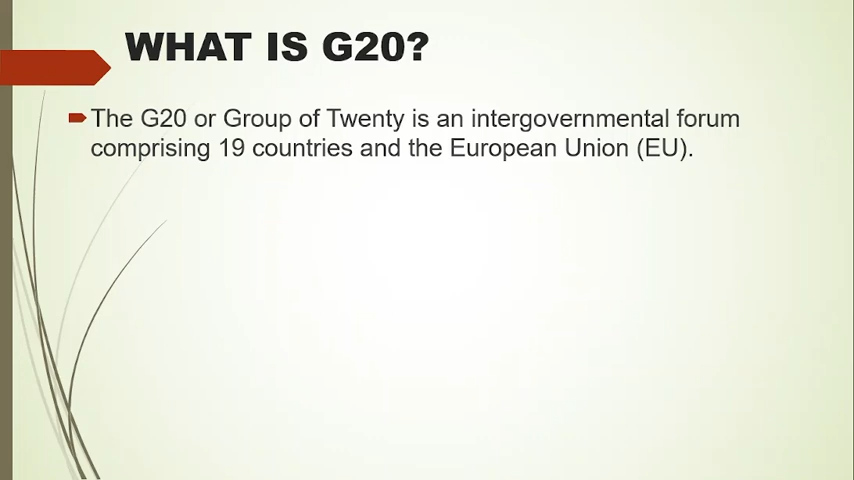 WHAT IS G20?
The G20 or Group of Twenty is an intergovernmental forum
comprising 19 countries and the European Union (EU).